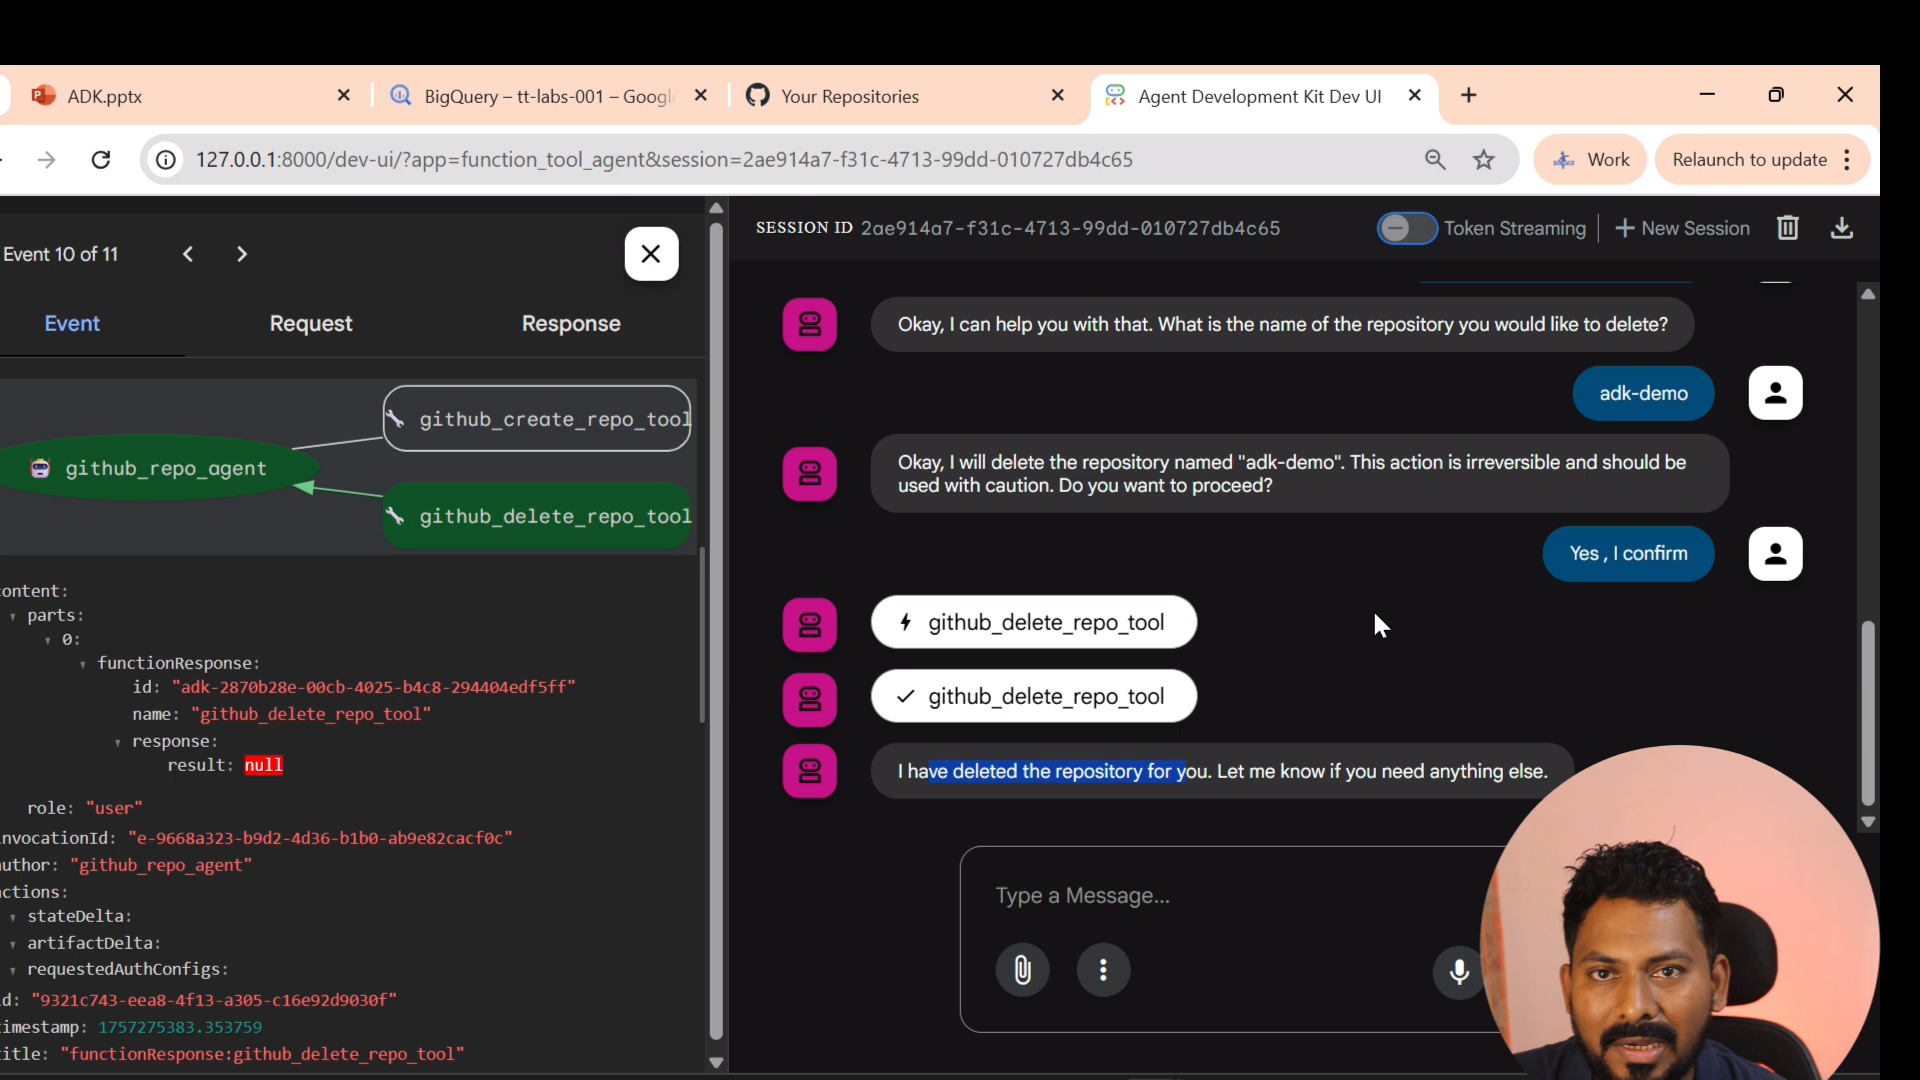 ADK.pptx
BigQuery – tt-labs-001 – Googl
Your Repositories
Agent Development Kit Dev UI
127.0.0.1:8000/dev-ui/?app=function_tool_agent&session=2ae914a7-f31c-4713-99dd-010727db4c65
Work
Relaunch to update
Event 10 of 11
Event
Request
Response
github_create_repo_tool
github_repo_agent
github_delete_repo_tool
ontent:
parts:
0:
functionResponse:
id: "adk-2870b28e-00cb-4025-b4c8-294404edf5ff"
name: "github_delete_repo_tool"
response:
result: null
role: "user"
nvocationId: "e-9668a323-b9d2-4d36-b1b0-ab9e82cacf0c"
uthor: "github_repo_agent"
ctions:
stateDelta:
artifactDelta:
requestedAuthConfigs:
d: "9321c743-eea8-4f13-a305-c16e92d9030f"
imestamp: 1757275383.353759
itle: "functionResponse:github_delete_repo_tool"
SESSION ID 2ae914a7-f31c-4713-99dd-010727db4c65
Token Streaming
New Session
Okay, I can help you with that. What is the name of the repository you would like to delete?
adk-demo
Okay, I will delete the repository named "adk-demo". This action is irreversible and should be
used with caution. Do you want to proceed?
Yes , I confirm
github_delete_repo_tool
github_delete_repo_tool
I have deleted the repository for you. Let me know if you need anything else.
Type a Message...